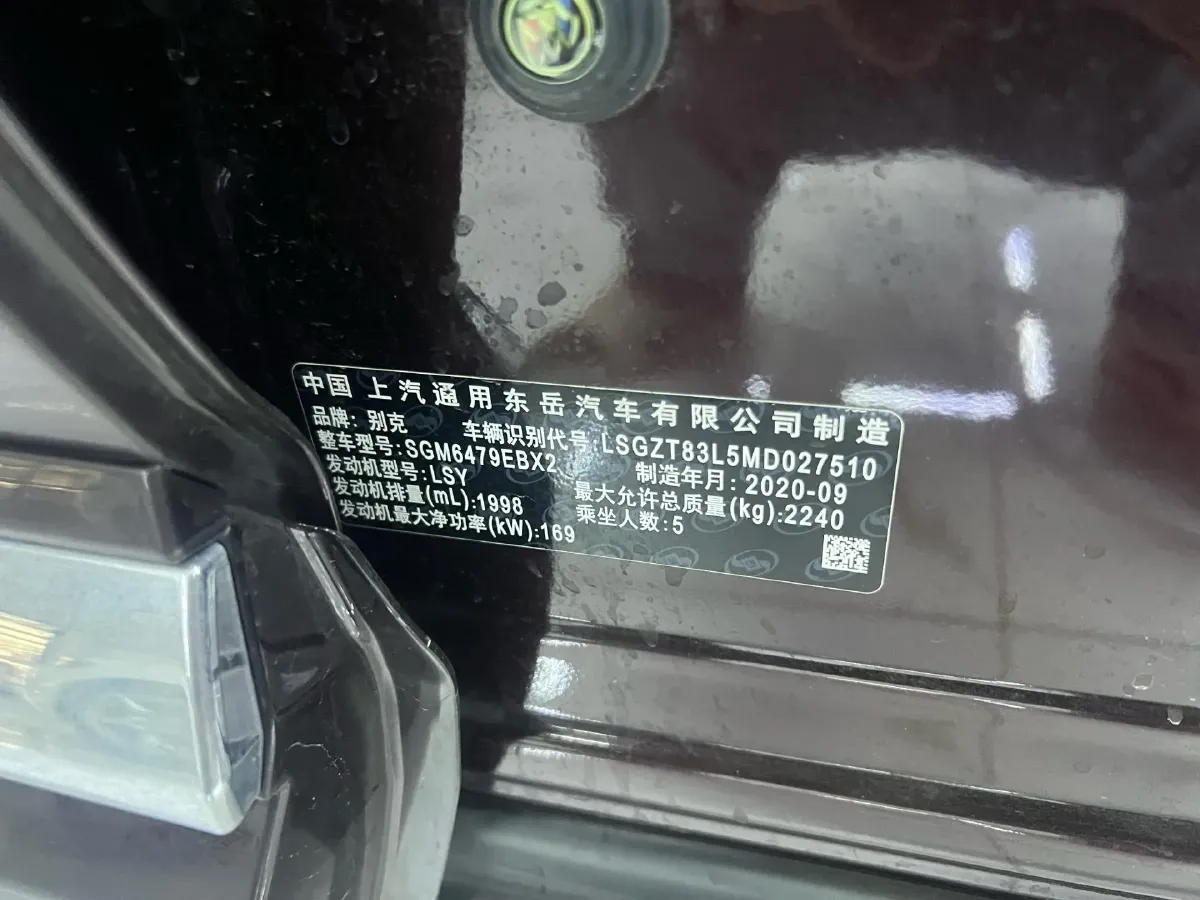 中国 上汽通用东岳汽车有限公司制造
品牌: 别克 车辆识别代号:LSGZT83L5MD027510
整车型号:SGM6479EBX2 制造年月: 2020-09
发动机型号:LSY 最大允许总质量(kg):2240
发动机排量(mL):1998 乘坐人数:5
发动机最大净功率(kW):169